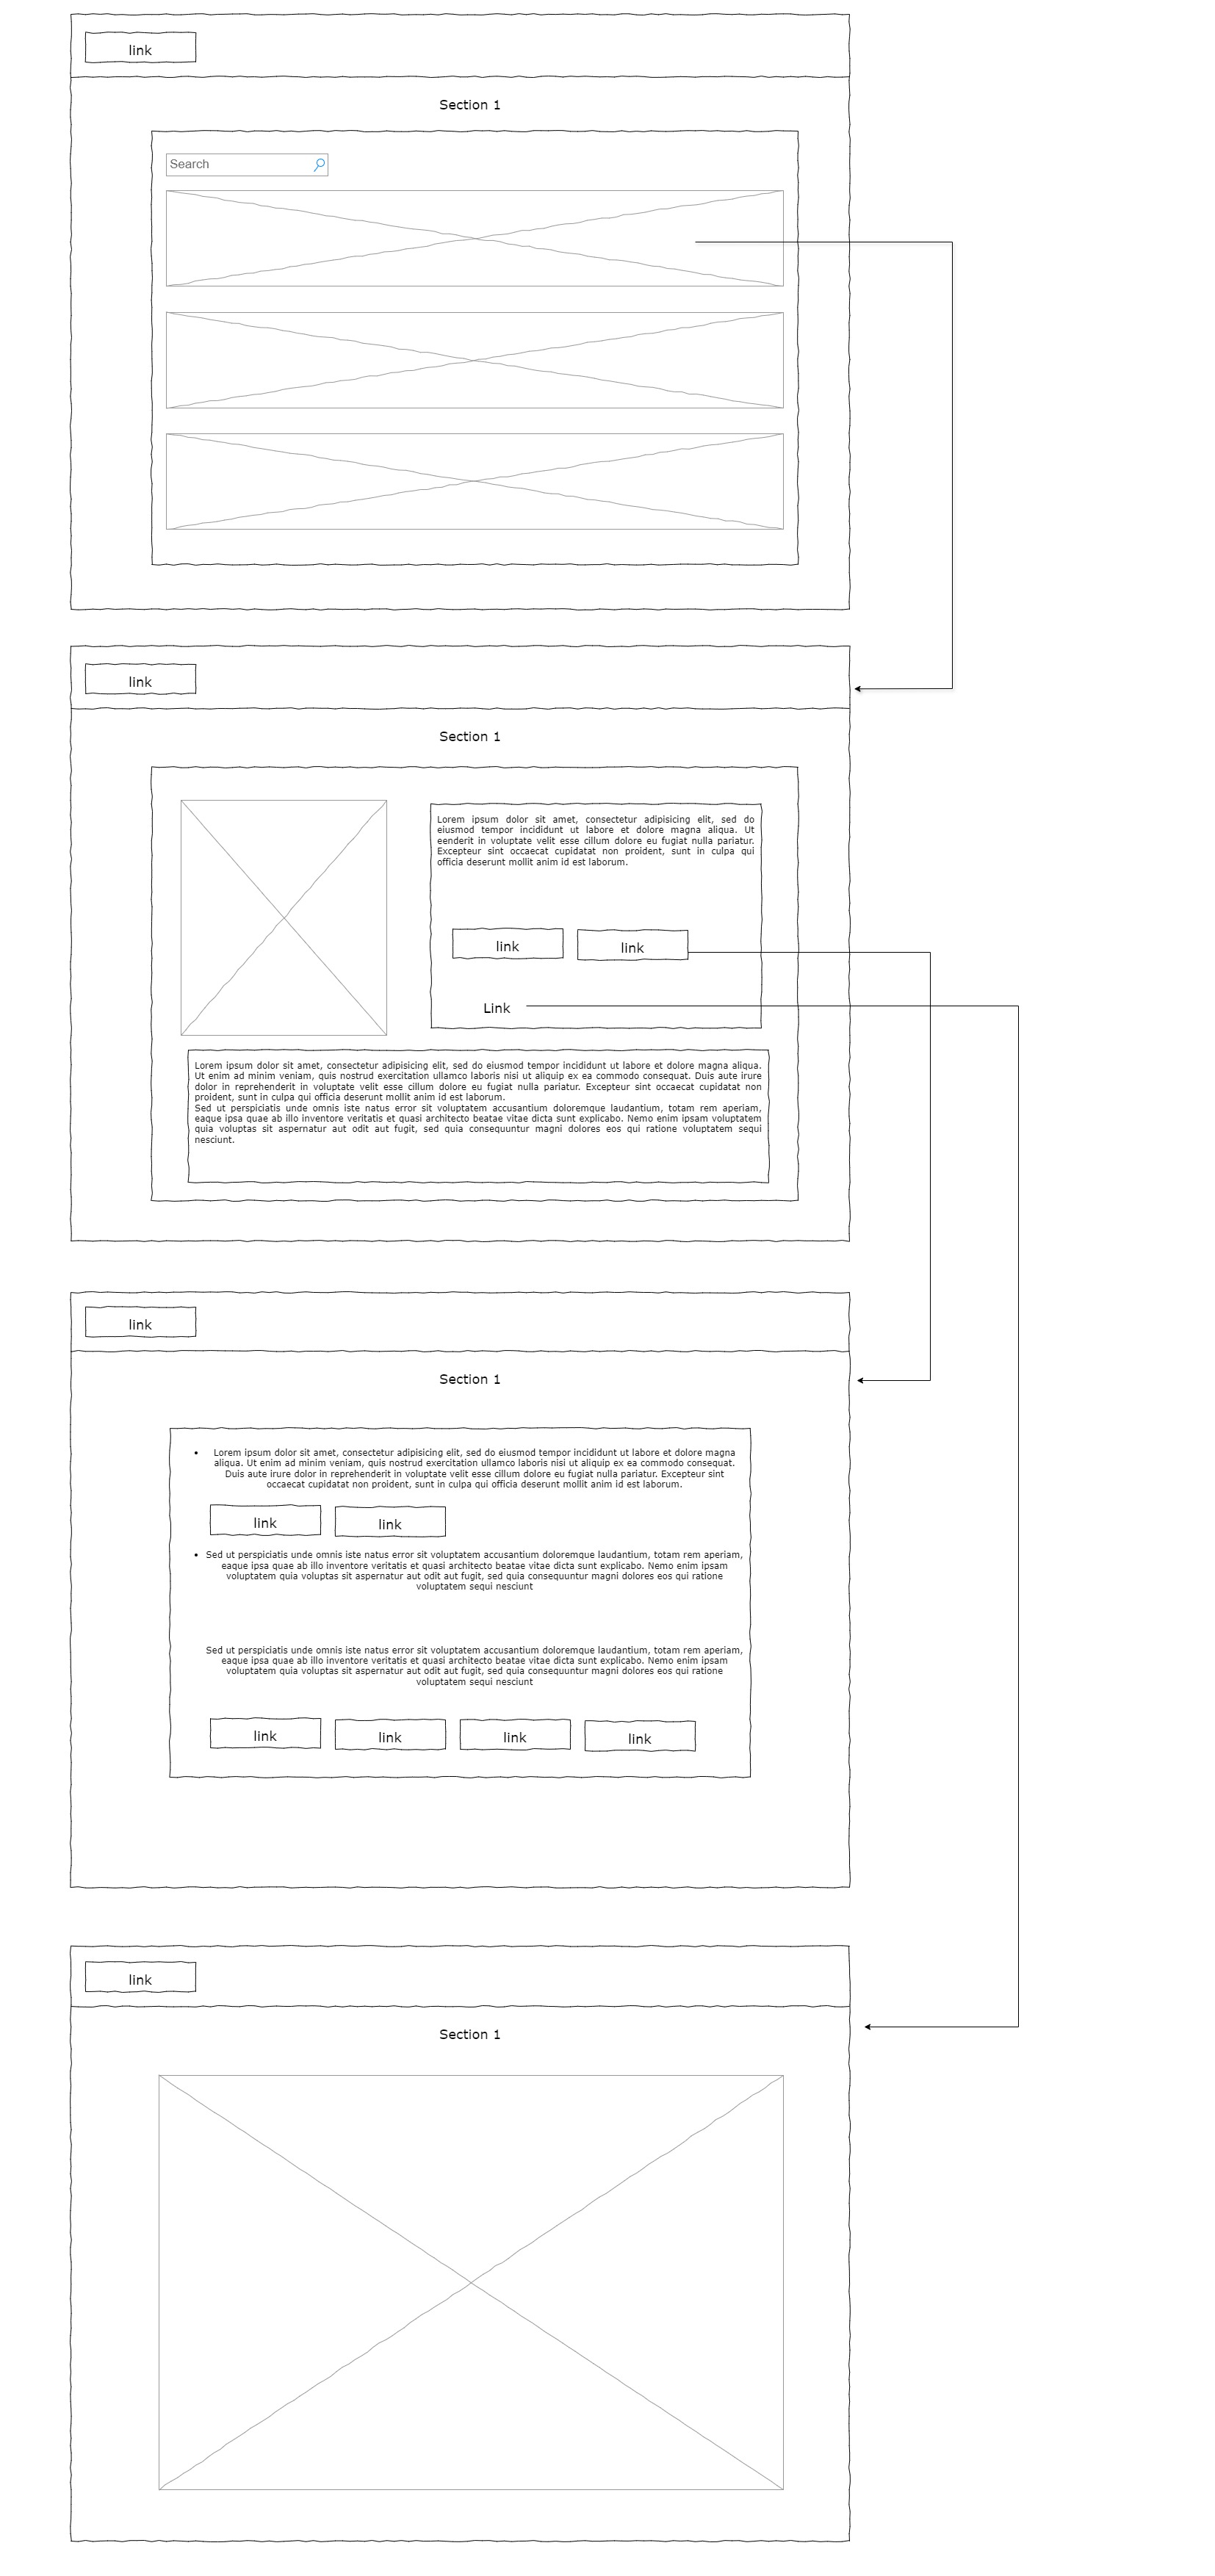 link
Section 1
Search
link
Section 1
Lorem ipsum dolor sit amet, consectetur adipisicing elit, sed do
eiusmod tempor incididunt ut labore et dolore magna aliqua. Ut
eenderit in voluptate velit esse cillum dolore eu fugiat nulla pariatur.
Excepteur sint occaecat cupidatat non proident, sunt in culpa qui
officia deserunt mollit anim id est laborum.
link link
Link
Lorem ipsum dolor sit amet, consectetur adipisicing elit, sed do eiusmod tempor incididunt ut labore et dolore magna aliqua.
Ut enim ad minim veniam, quis nostrud exercitation ullamco laboris nisi ut aliquip ex ea commodo consequat. Duis aute irure
dolor in reprehenderit in voluptate velit esse cillum dolore eu fugiat nulla pariatur. Excepteur sint occaecat cupidatat non
proident, sunt in culpa qui officia deserunt mollit anim id est laborum.
Sed ut perspiciatis unde omnis iste natus error sit voluptatem accusantium doloremque laudantium, totam rem aperiam,
eaque ipsa quae ab illo inventore veritatis et quasi architecto beatae vitae dicta sunt explicabo. Nemo enim ipsam voluptatem
quia voluptas sit aspernatur aut odit aut fugit, sed quia consequuntur magni dolores eos qui ratione voluptatem sequi
nesciunt.
link
Section 1
• Lorem ipsum dolor sit amet, consectetur adipisicing elit, sed do eiusmod tempor incididunt ut labore et dolore magna
aliqua. Ut enim ad minim veniam, quis nostrud exercitation ullamco laboris nisi ut aliquip ex ea commodo consequat.
Duis aute irure dolor in reprehenderit in voluptate velit esse cillum dolore eu fugiat nulla pariatur. Excepteur sint
occaecat cupidatat non proident, sunt in culpa qui officia deserunt mollit anim id est laborum.
link link
• Sed ut perspiciatis unde omnis iste natus error sit voluptatem accusantium doloremque laudantium, totam rem aperiam,
eaque ipsa quae ab illo inventore veritatis et quasi architecto beatae vitae dicta sunt explicabo. Nemo enim ipsam
voluptatem quia voluptas sit aspernatur aut odit aut fugit, sed quia consequuntur magni dolores eos qui ratione
voluptatem sequi nesciunt
Sed ut perspiciatis unde omnis iste natus error sit voluptatem accusantium doloremque laudantium, totam rem aperiam,
eaque ipsa quae ab illo inventore veritatis et quasi architecto beatae vitae dicta sunt explicabo. Nemo enim ipsam
voluptatem quia voluptas sit aspernatur aut odit aut fugit, sed quia consequuntur magni dolores eos qui ratione
voluptatem sequi nesciunt
link link link link
link
Section 1